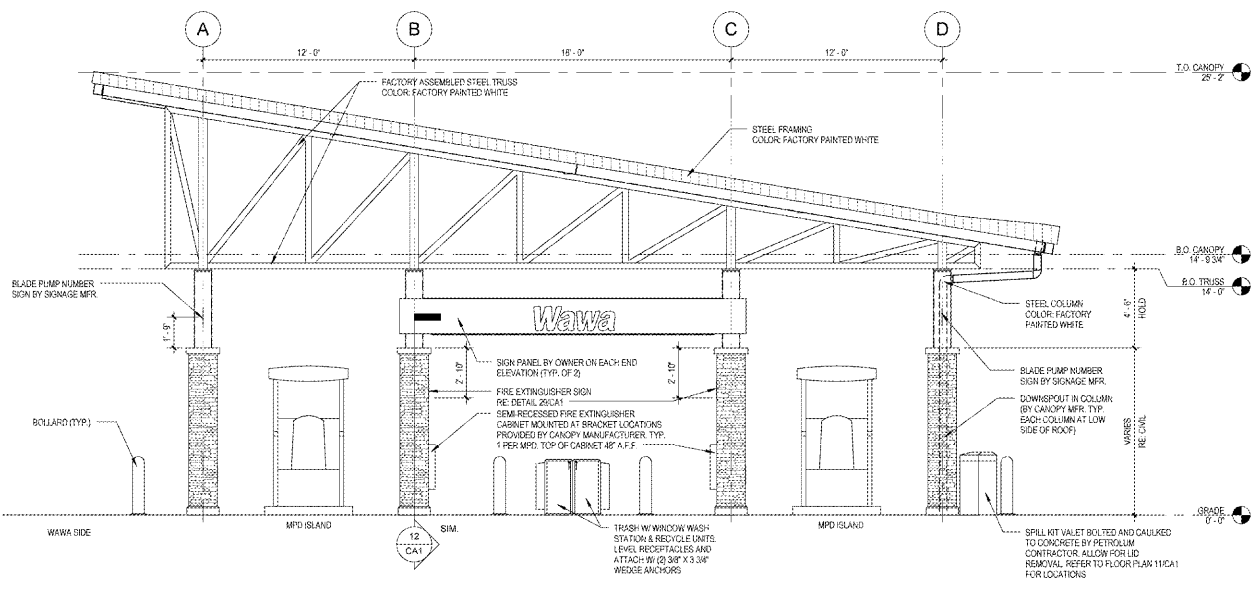 A
B
C
D
12' - 0"
18' - 0"
12' - 0"
T.O. CANOPY
25' - 2"
FACTORY ASSEMBLED STEEL TRUSS
COLOR: FACTORY PAINTED WHITE
STEEL FRAMING
COLOR: FACTORY PAINTED WHITE
B.O. CANOPY
14' - 9 3/4"
B.O. TRUSS
14' - 0"
BLADE PUMP NUMBER
SIGN BY SIGNAGE MFR.
1' - 9"
Wawa
STEEL COLUMN
COLOR: FACTORY
PAINTED WHITE
4' - 6"
HOLD
SIGN PANEL BY OWNER ON EACH END
ELEVATION (TYP. OF 2)
2' - 10"
2' - 10"
BLADE PUMP NUMBER
SIGN BY SIGNAGE MFR.
FIRE EXTINGUISHER SIGN
RE: DETAIL 29/CA1
SEMI-RECESSED FIRE EXTINGUISHER
CABINET MOUNTED AT BRACKET LOCATIONS
PROVIDED BY CANOPY MANUFACTURER, TYP.
1 PER MPD. TOP OF CABINET 48" A.F.F.
DOWNSPOUT IN COLUMN
(BY CANOPY MFR. TYP.
EACH COLUMN AT LOW
SIDE OF ROOF)
VARIES
RE: CIVIL
BOLLARD (TYP.)
GRADE
0' - 0"
WAWA SIDE
MPD ISLAND
12
CA1
SIM.
MPD ISLAND
TRASH W/ WINDOW WASH
STATION & RECYCLE UNITS.
LEVEL RECEPTACLES AND
ATTACH W/ (2) 3/8" X 3 3/4"
WEDGE ANCHORS
SPILL KIT VALET BOLTED AND CAULKED
TO CONCRETE BY PETROLUM
CONTRACTOR. ALLOW FOR LID
REMOVAL. REFER TO FLOOR PLAN 11/CA1
FOR LOCATIONS